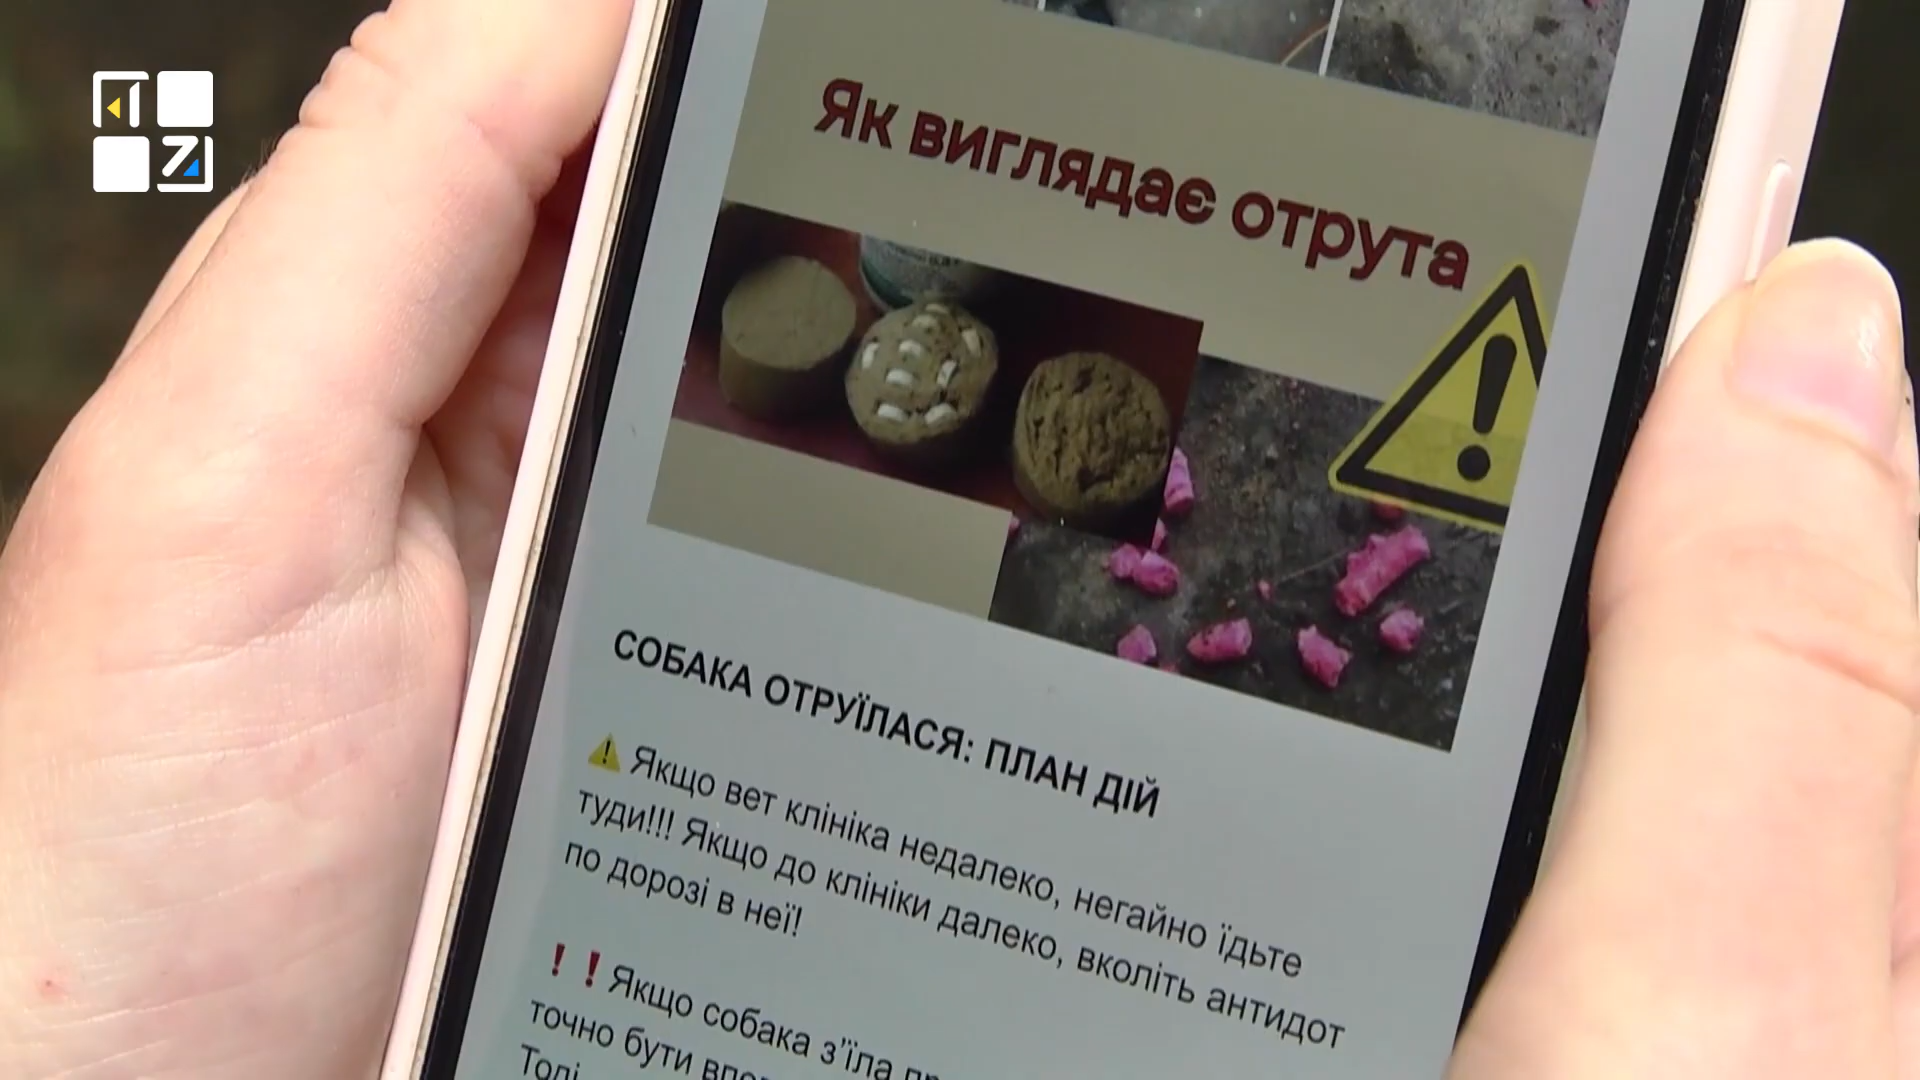 Як виглядає отрута
СОБАКА ОТРУЇЛАСЯ: ПЛАН ДІЙ
⚠️ Якщо вет клініка недалеко, негайно їдьте
туди!!! Якщо до клініки далеко, вколіть антидот
по дорозі в неї!
❗❗Якщо собака з'їла
точно бути
Тоді